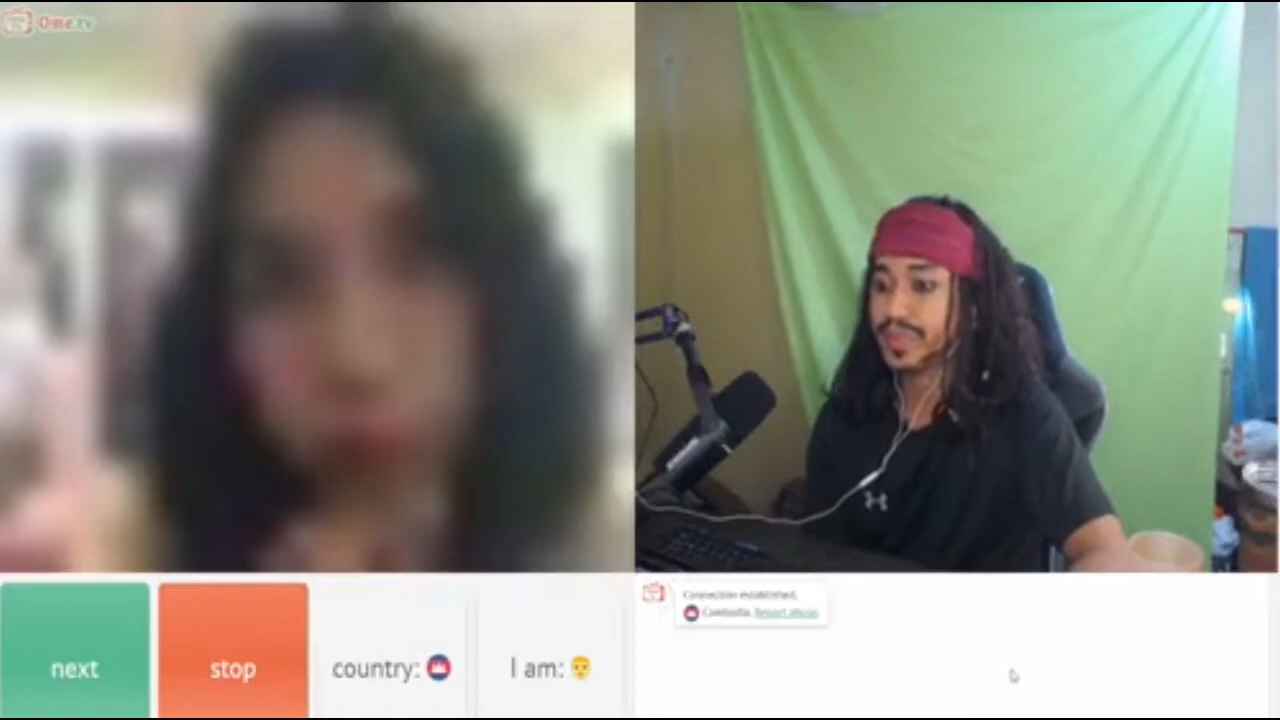 Ome.tv
next
stop
country:
I am:
Connection established.
Cambodia. Report abuse